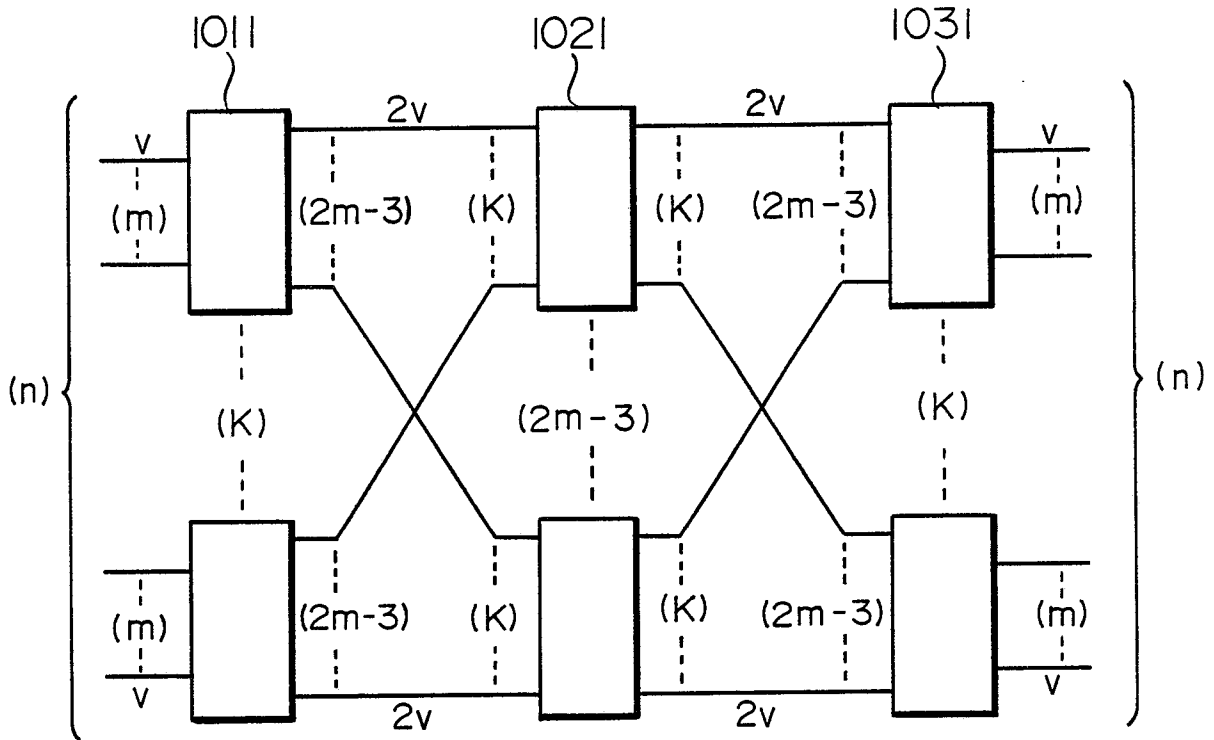 1011 1021 1031
2v 2v
v v
(m) (2m-3) (K) (K) (2m-3) (m)
(n) (K) (2m-3) (K) (n)
(m) (2m-3) (K) (K) (2m-3) (m)
v v
2v 2v